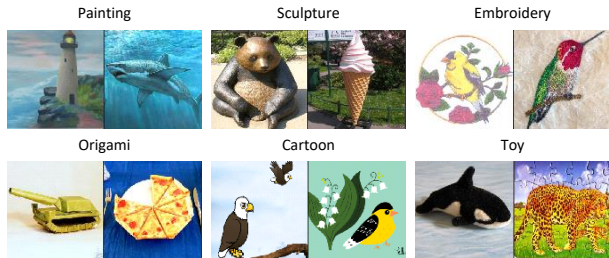 Painting
Sculpture
Embroidery
Origami
Cartoon
Toy